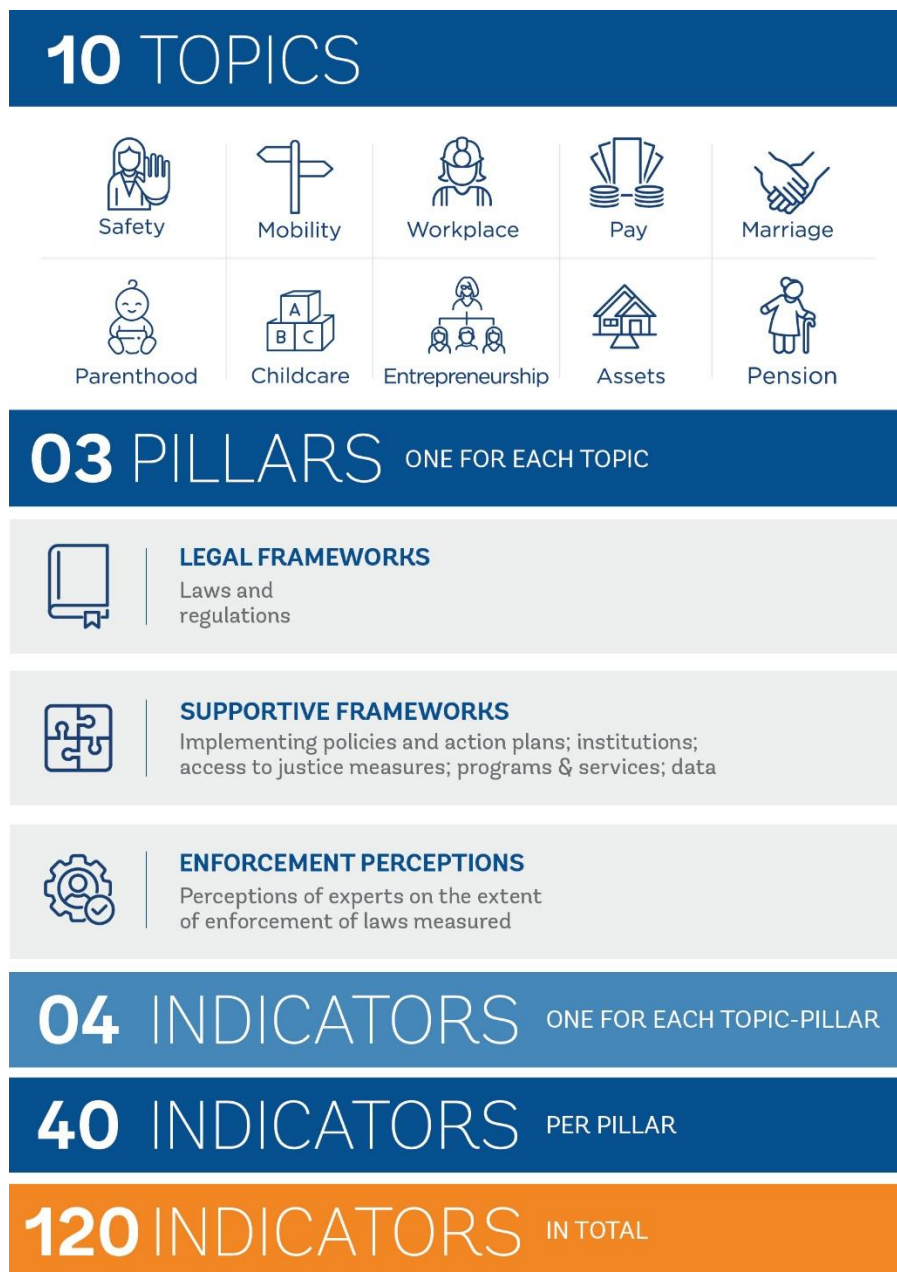 10 TOPICS
Safety
Mobility
Workplace
Pay
Marriage
A
B C
Parenthood
Childcare
Entrepreneurship
Assets
Pension
03 PILLARS ONE FOR EACH TOPIC
LEGAL FRAMEWORKS
Laws and
regulations
SUPPORTIVE FRAMEWORKS
Implementing policies and action plans; institutions;
access to justice measures; programs & services; data
ENFORCEMENT PERCEPTIONS
Perceptions of experts on the extent
of enforcement of laws measured
04 INDICATORS ONE FOR EACH TOPIC-PILLAR
40 INDICATORS PER PILLAR
120 INDICATORS IN TOTAL